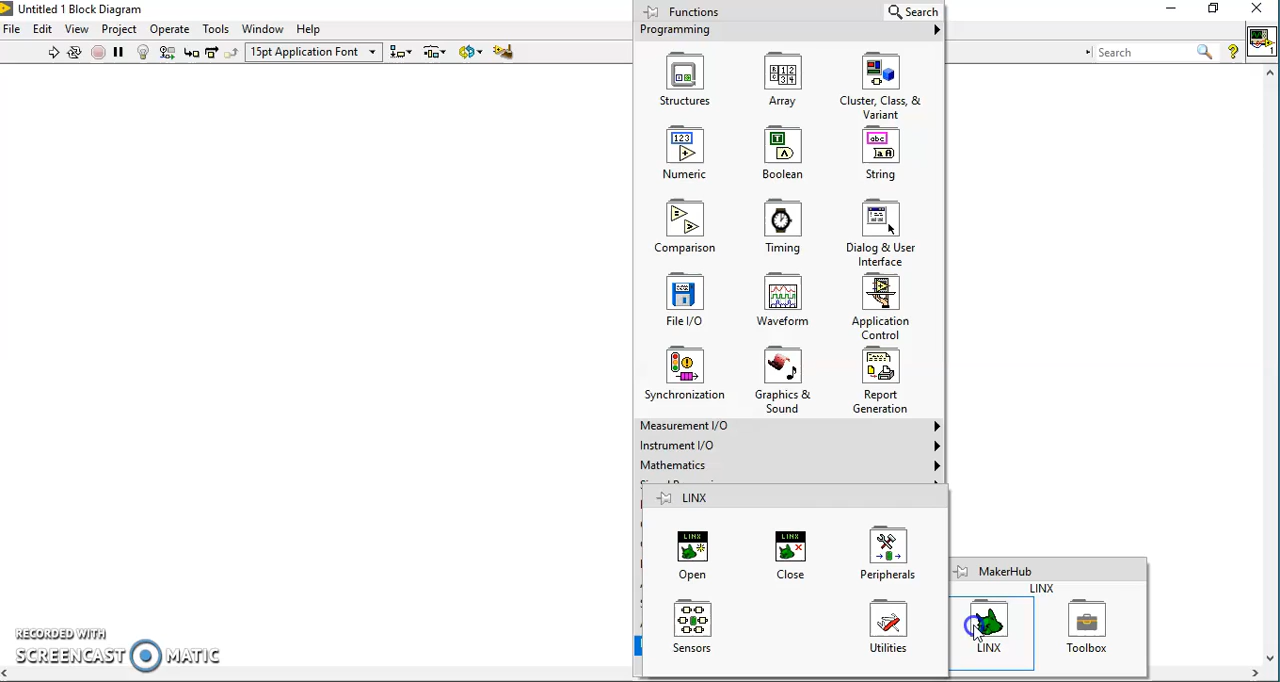 Untitled 1 Block Diagram
File Edit View Project Operate Tools Window Help
15pt Application Font
Search
Functions
Search
Programming
Structures
Array
Cluster, Class, &
Variant
Numeric
Boolean
String
Comparison
Timing
Dialog & User
Interface
File I/O
Waveform
Application
Control
Synchronization
Graphics &
Sound
Report
Generation
Measurement I/O
Instrument I/O
Mathematics
LINX
Open
Close
Peripherals
Sensors
Utilities
MakerHub
LINX
LINX
Toolbox
RECORDED WITH
SCREENCAST MATIC